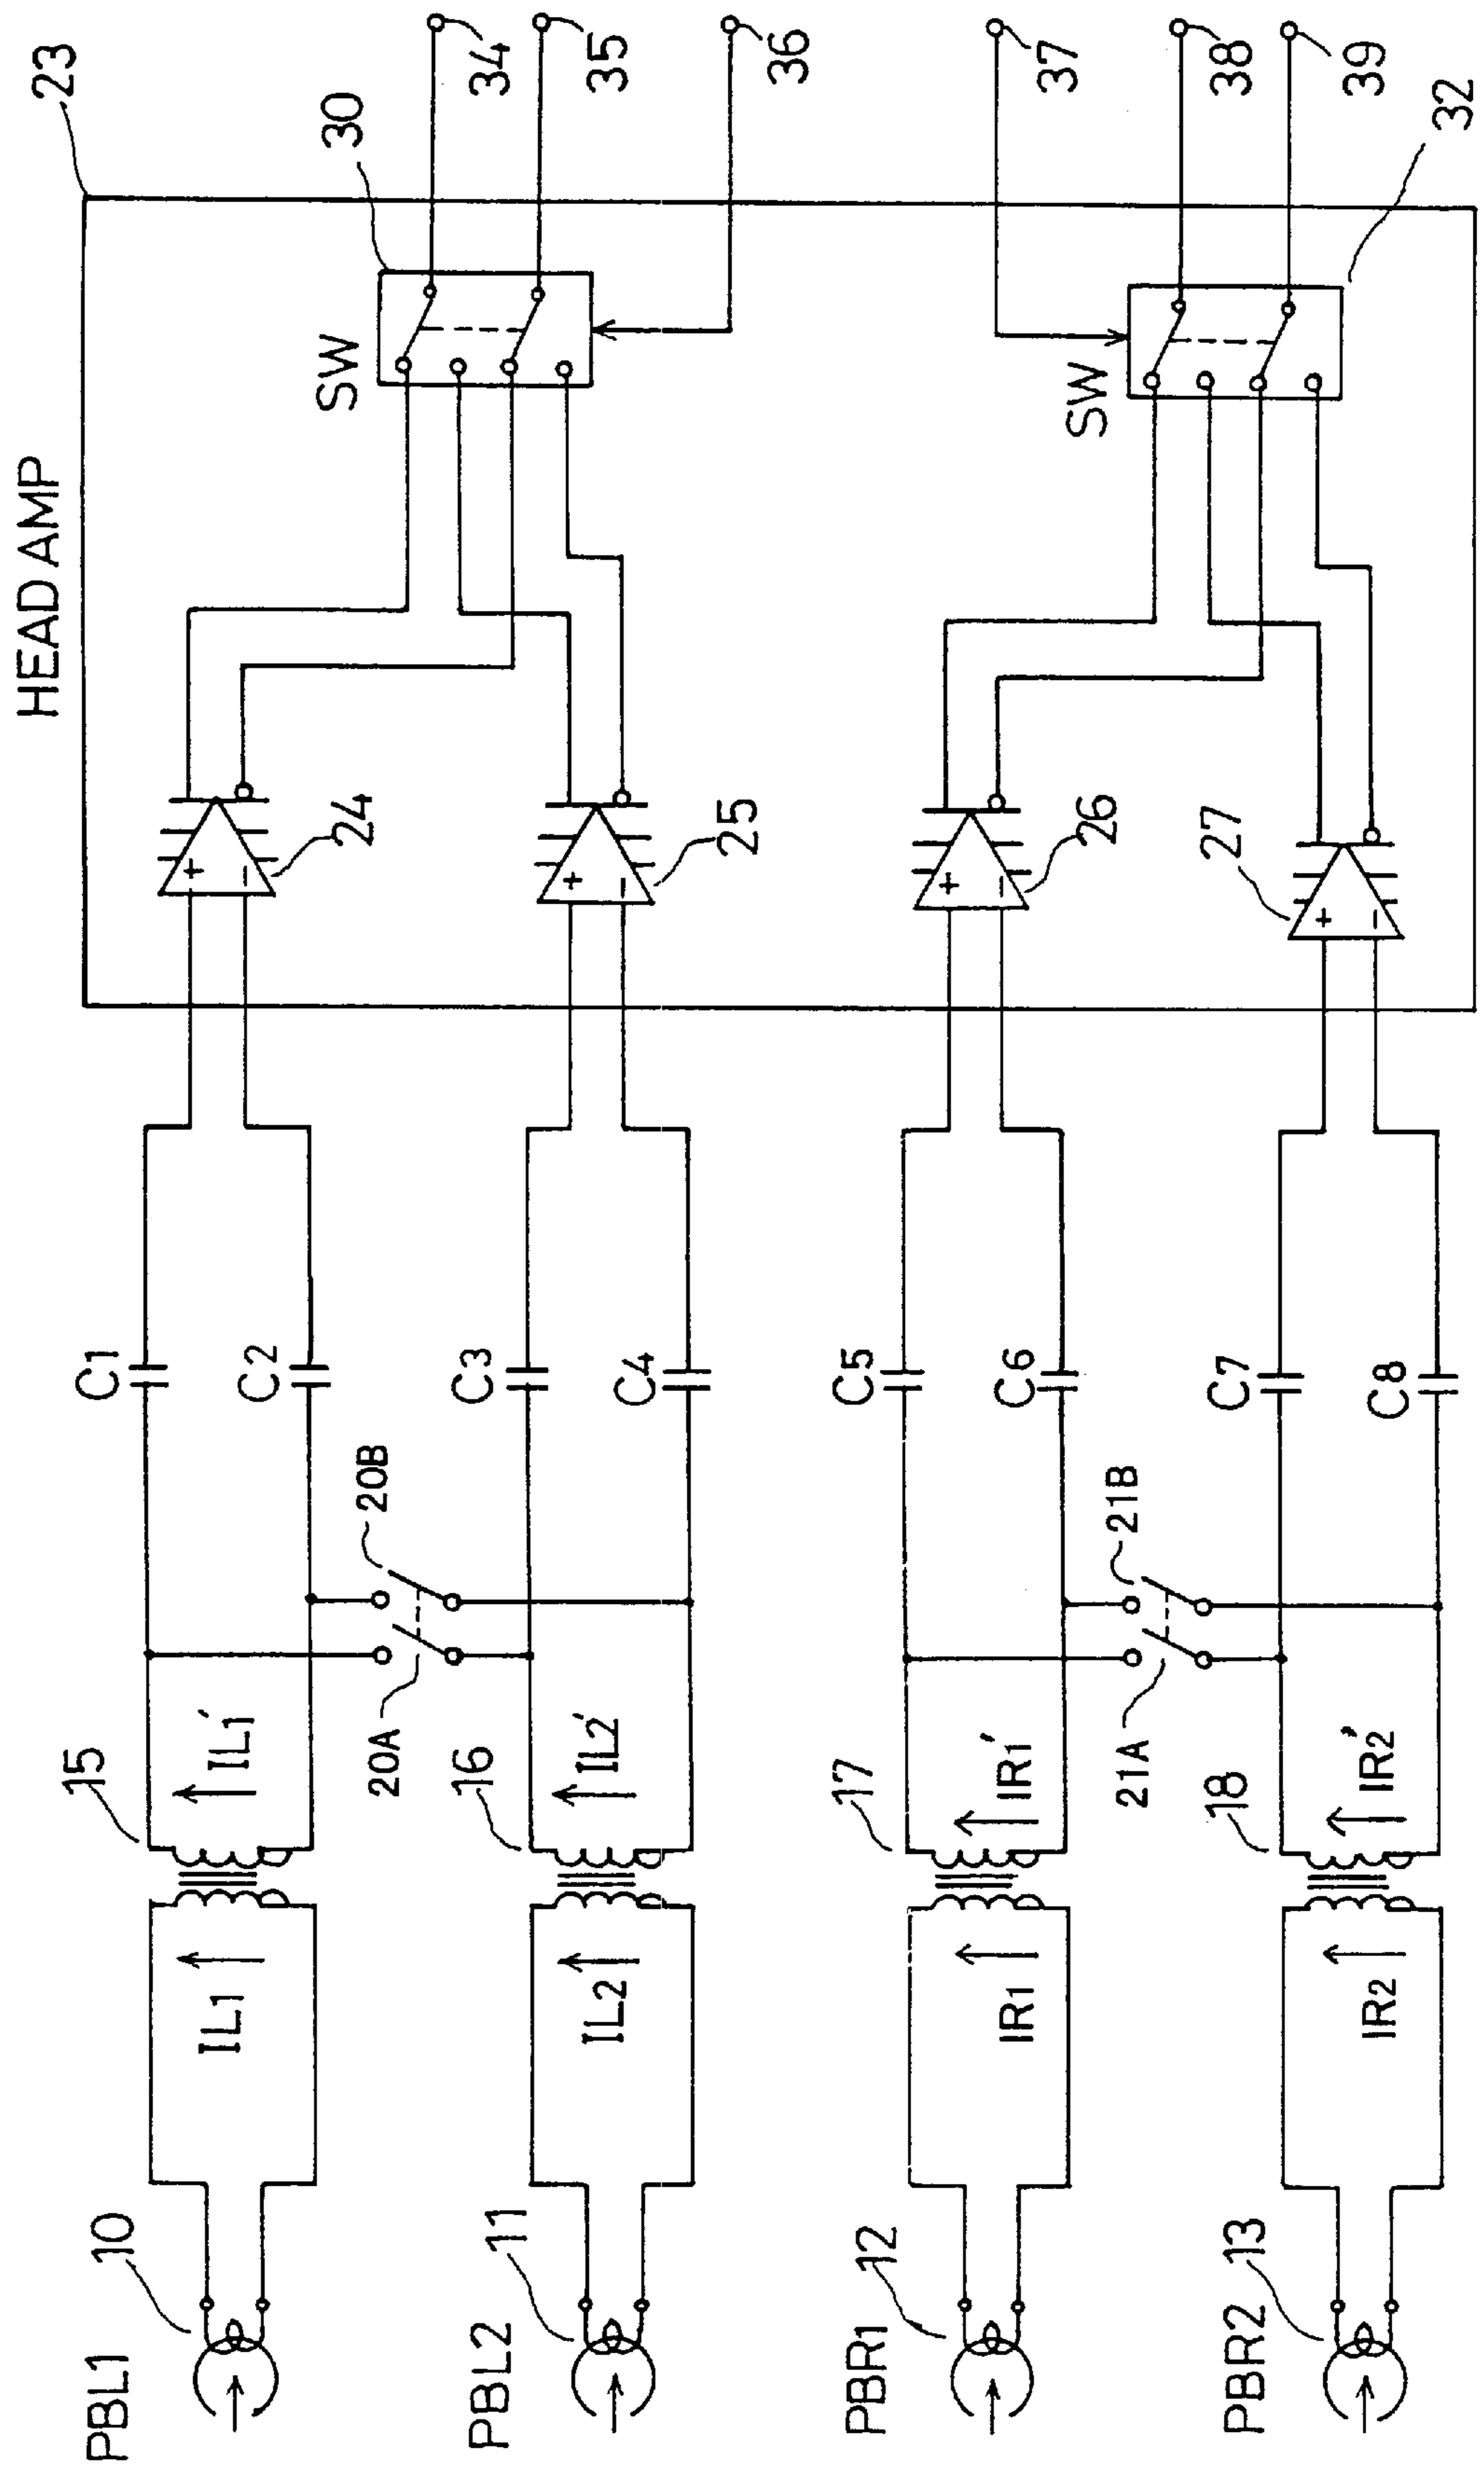 HEAD AMP
23
PBL1
10
IL1
15
IL1'
C1
C2
24
SW
30
34
35
36
20A
20B
PBL2
11
IL2
16
IL2'
C3
C4
25
PBR1
12
IR1
17
IR1'
C5
C6
26
SW
32
37
38
39
21A
21B
PBR2
13
IR2
18
IR2'
C7
C8
27
+
−
+
−
+
−
+
−